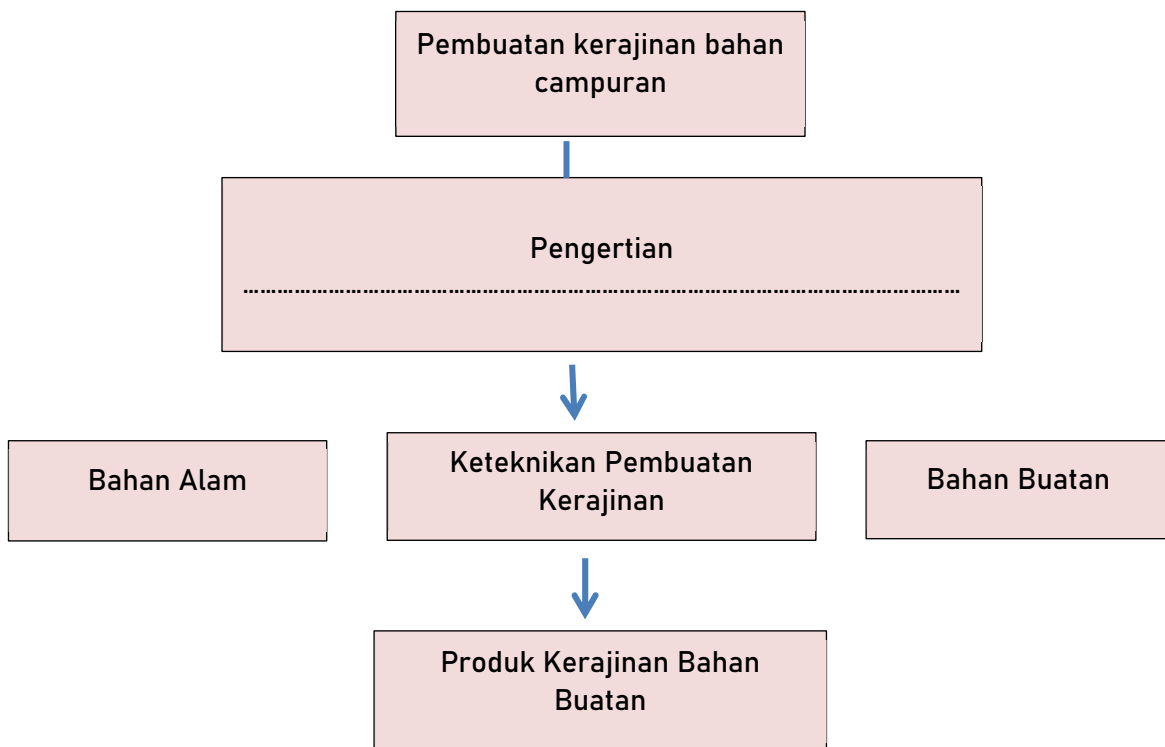 Pembuatan kerajinan bahan
campuran
Pengertian
.....................................................................................................................
Bahan Alam
Keteknikan Pembuatan
Kerajinan
Bahan Buatan
Produk Kerajinan Bahan
Buatan